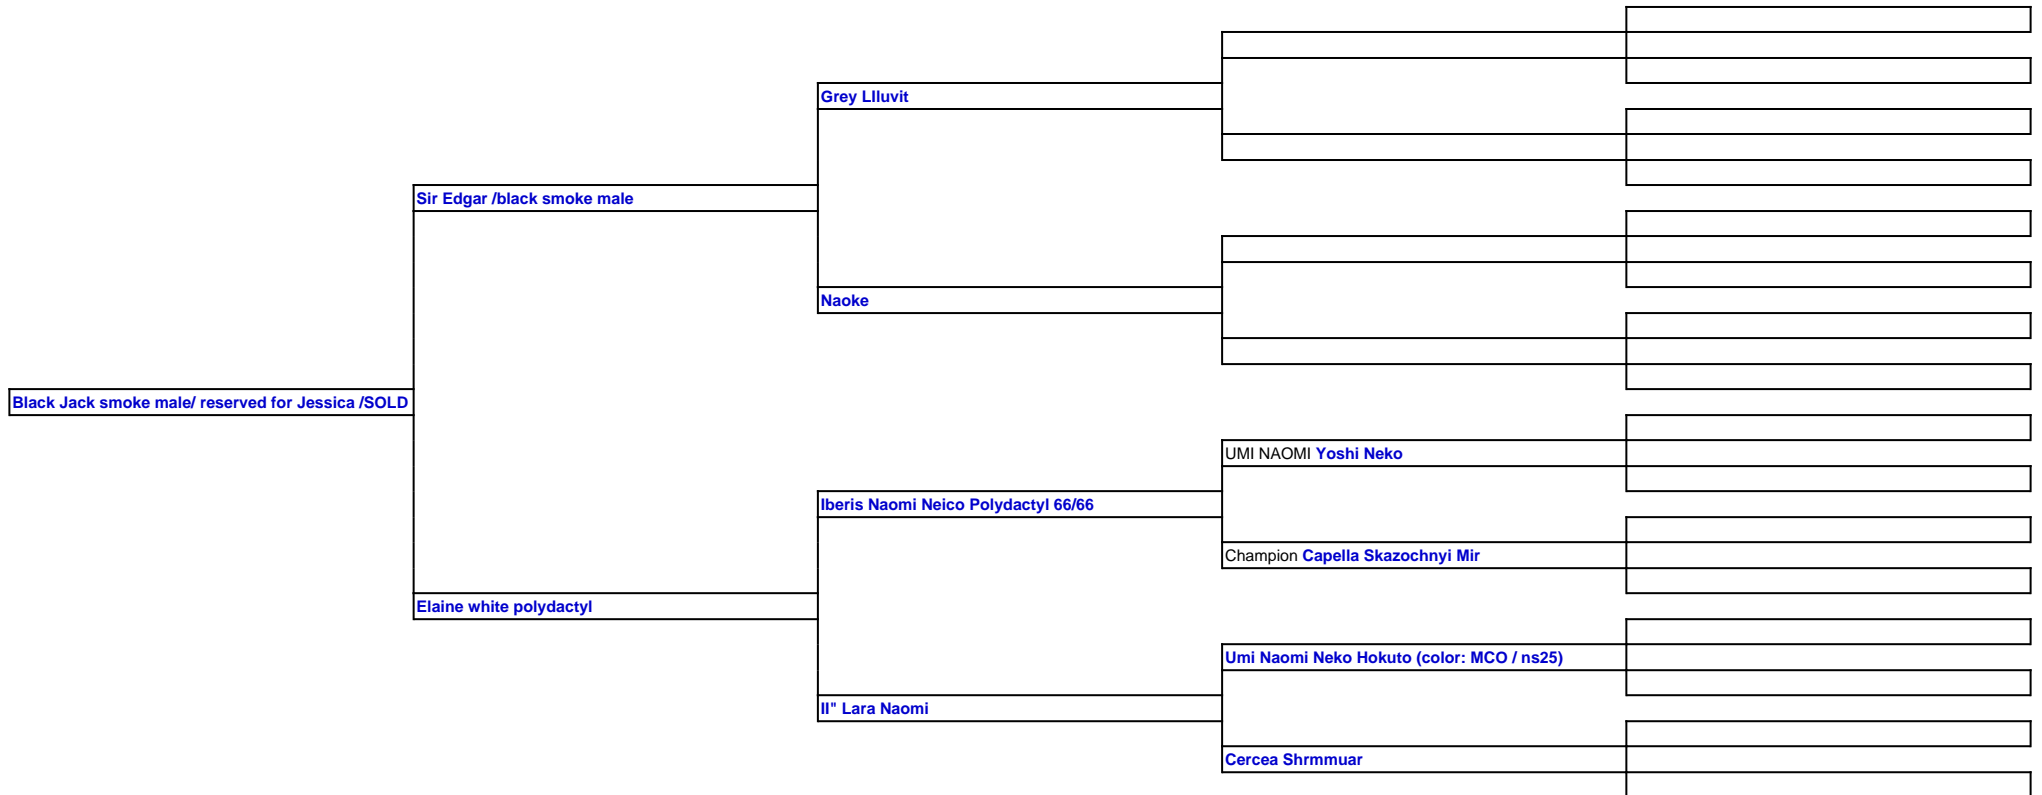 Grey LIluvit
Sir Edgar /black smoke male
Naoke
Black Jack smoke male/ reserved for Jessica /SOLD
UMI NAOMI Yoshi Neko
Iberis Naomi Neico Polydactyl 66/66
Champion Capella Skazochnyi Mir
Elaine white polydactyl
Umi Naomi Neko Hokuto (color: MCO / ns25)
II" Lara Naomi
Cercea Shrmmuar